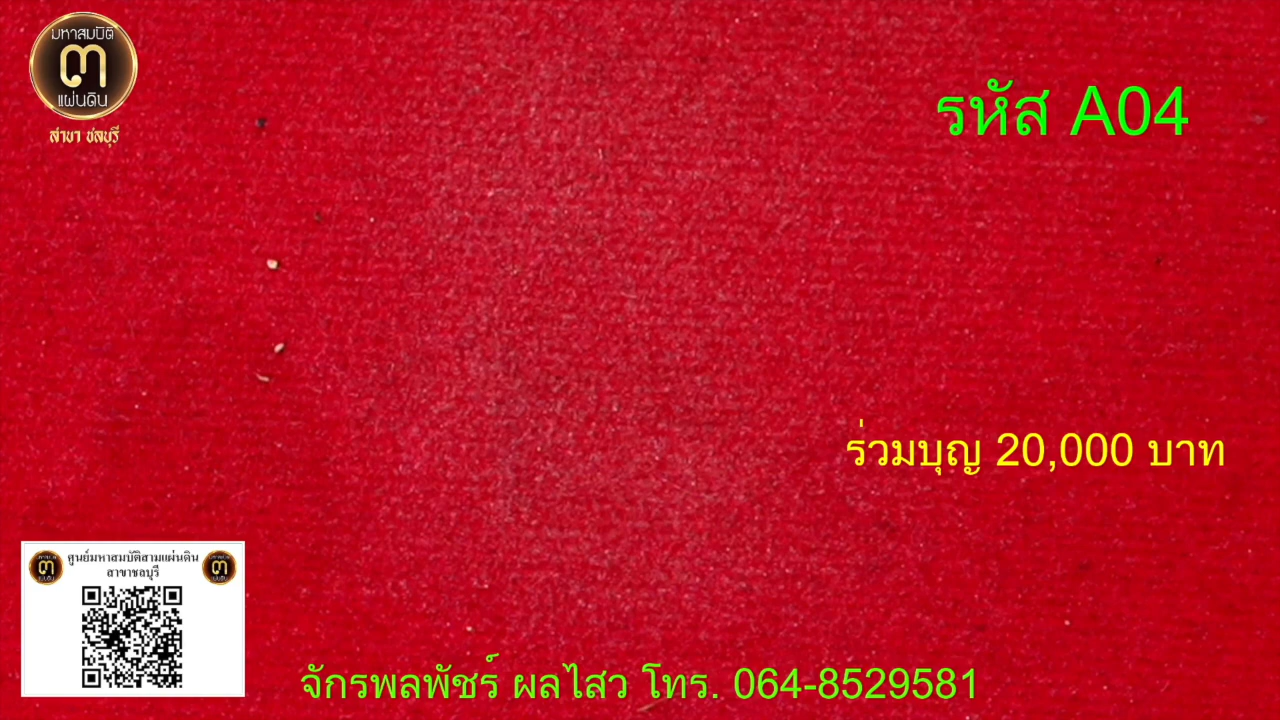 มหาสมบัติ
๓
แผ่นดิน
สาขา ชลบุรี
รหัส A04
ร่วมบุญ 20,000 บาท
ศูนย์มหาสมบัติสามแผ่นดิน
สาขาชลบุรี
จักรพลพัชร์ ผลไสว โทร. 064-8529581